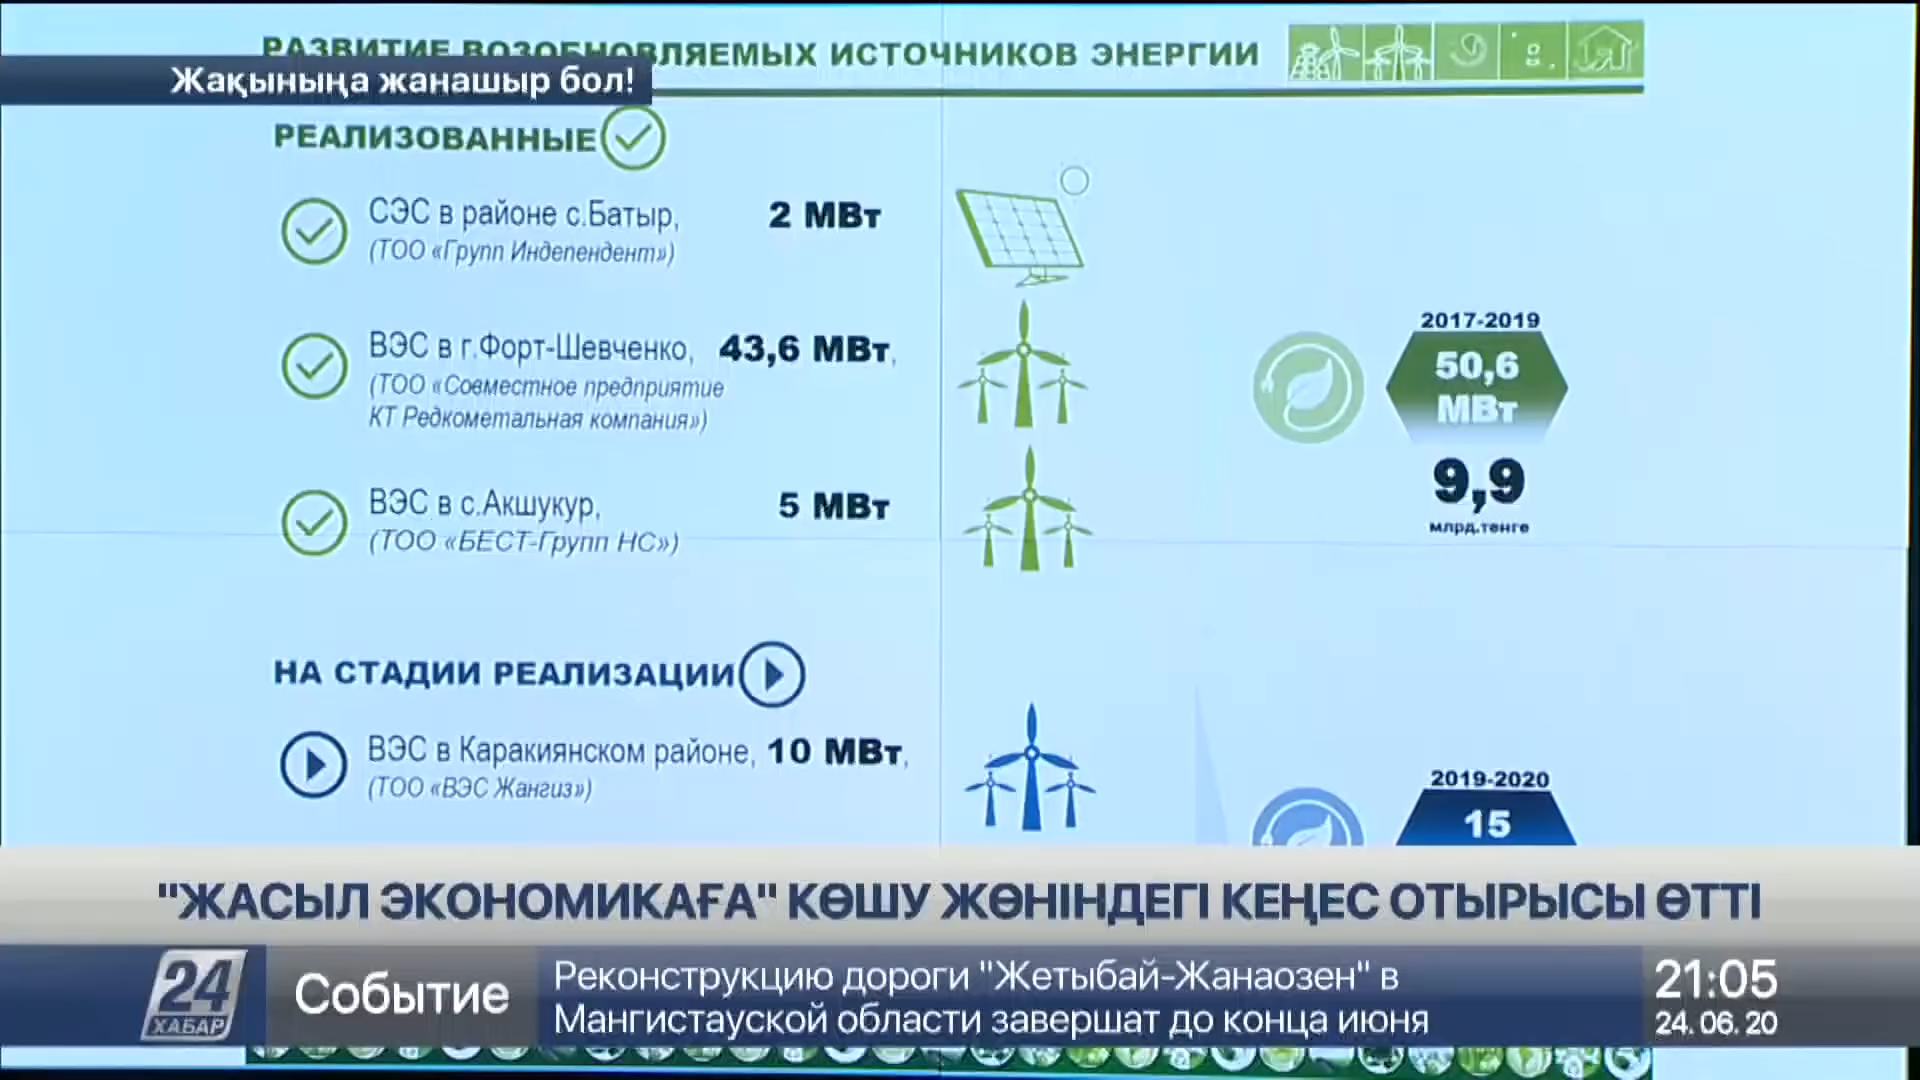 РАЗВИТИЕ ВОЗОБНОВЛЯЕМЫХ ИСТОЧНИКОВ ЭНЕРГИИ
Жақыныңа жанашыр бол!
РЕАЛИЗОВАННЫЕ
СЭС в районе с.Батыр, 2 МВт
(ТОО «Групп Индепендент»)
ВЭС в г.Форт-Шевченко, 43,6 МВт,
(ТОО «Совместное предприятие
КТ Редкометальная компания»)
ВЭС в с.Акшукур, 5 МВт
(ТОО «БЕСТ-Групп НС»)
2017-2019
50,6
МВт
9,9
млрд.тенге
НА СТАДИИ РЕАЛИЗАЦИИ
ВЭС в Каракиянском районе, 10 МВт,
(ТОО «ВЭС Жангиз»)
2019-2020
15
"ЖАСЫЛ ЭКОНОМИКАҒА" КӨШУ ЖӨНІНДЕГІ КЕҢЕС ОТЫРЫСЫ ӨТТІ
24
ХАБАР
Событие
Реконструкцию дороги "Жетыбай-Жанаозен" в
Мангистауской области завершат до конца июня
21:05
24. 06. 20